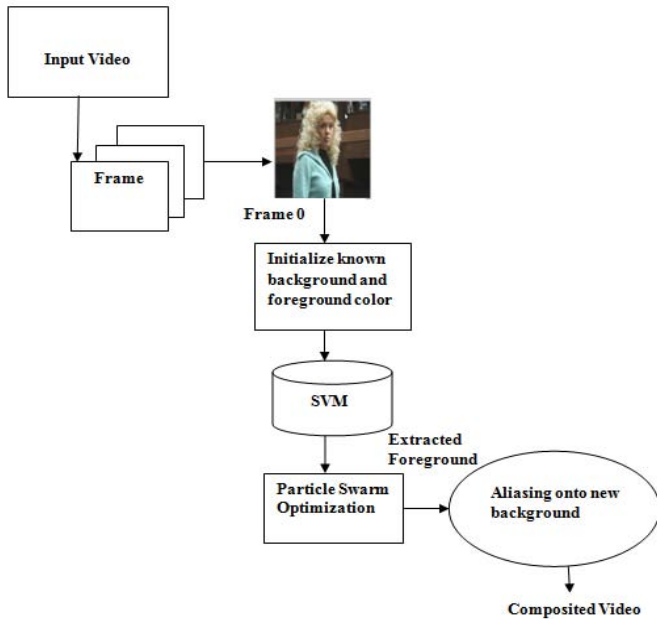 Input Video
Frame
Frame 0
Initialize known
background and
foreground color
SVM
Extracted
Foreground
Particle Swarm
Optimization
Aliasing onto new
background
Composited Video